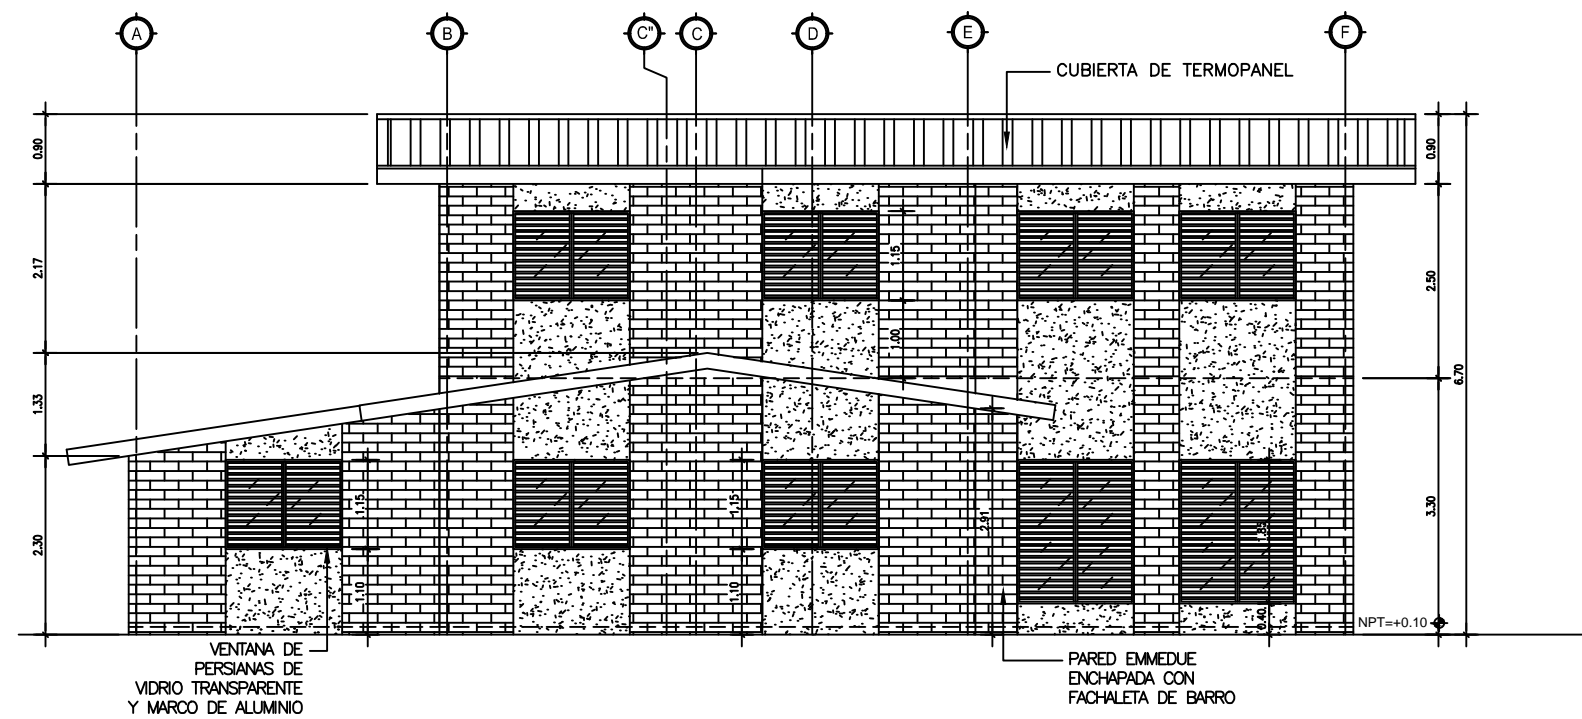 A
B
C"
C
D
E
F
CUBIERTA DE TERMOPANEL
0.90
0.90
2.17
1.15
2.50
1.00
6.70
1.33
1.15
1.15
2.91
1.85
3.30
2.30
1.10
1.10
0.40
NPT=+0.10
VENTANA DE
PERSIANAS DE
VIDRIO TRANSPARENTE
Y MARCO DE ALUMINIO
PARED EMMEDUE
ENCHAPADA CON
FACHALETA DE BARRO